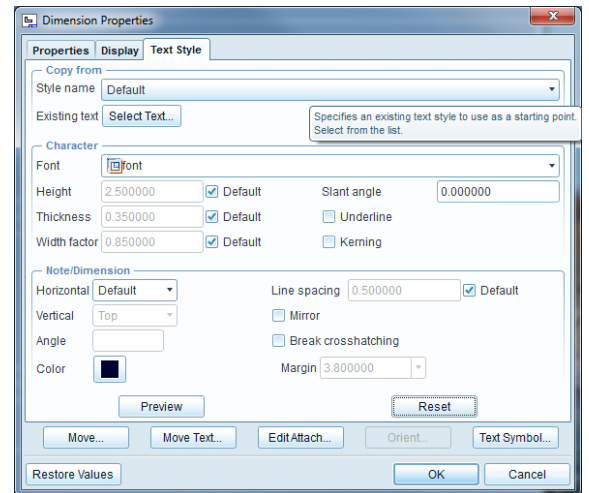 Dimension Properties
Properties Display Text Style
Copy from
Style name Default
Existing text Select Text...
Specifies an existing text style to use as a starting point.
Select from the list.
Character
Font font
Height 2.500000 Default Slant angle 0.000000
Thickness 0.350000 Default Underline
Width factor 0.850000 Default Kerning
Note/Dimension
Horizontal Default Line spacing 0.500000 Default
Vertical Top Mirror
Angle Break crosshatching
Color Margin 3.800000
Preview Reset
Move... Move Text... Edit Attach... Orient... Text Symbol...
Restore Values OK Cancel